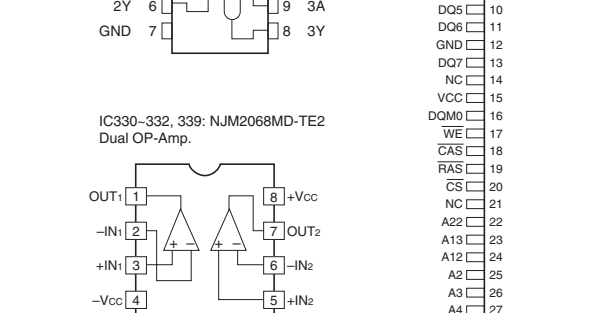 2Y 6 9 3A
GND 7 8 3Y
IC330~332, 339: NJM2068MD-TE2
Dual OP-Amp.
OUT1 1 8 +VCC
–IN1 2 7 OUT2
+ – + –
+IN1 3 6 –IN2
–VCC 4 5 +IN2
DQ5 10
DQ6 11
GND 12
DQ7 13
NC 14
VCC 15
DQM0 16
WE 17
CAS 18
RAS 19
CS 20
NC 21
A22 22
A13 23
A12 24
A2 25
A3 26
A4 27